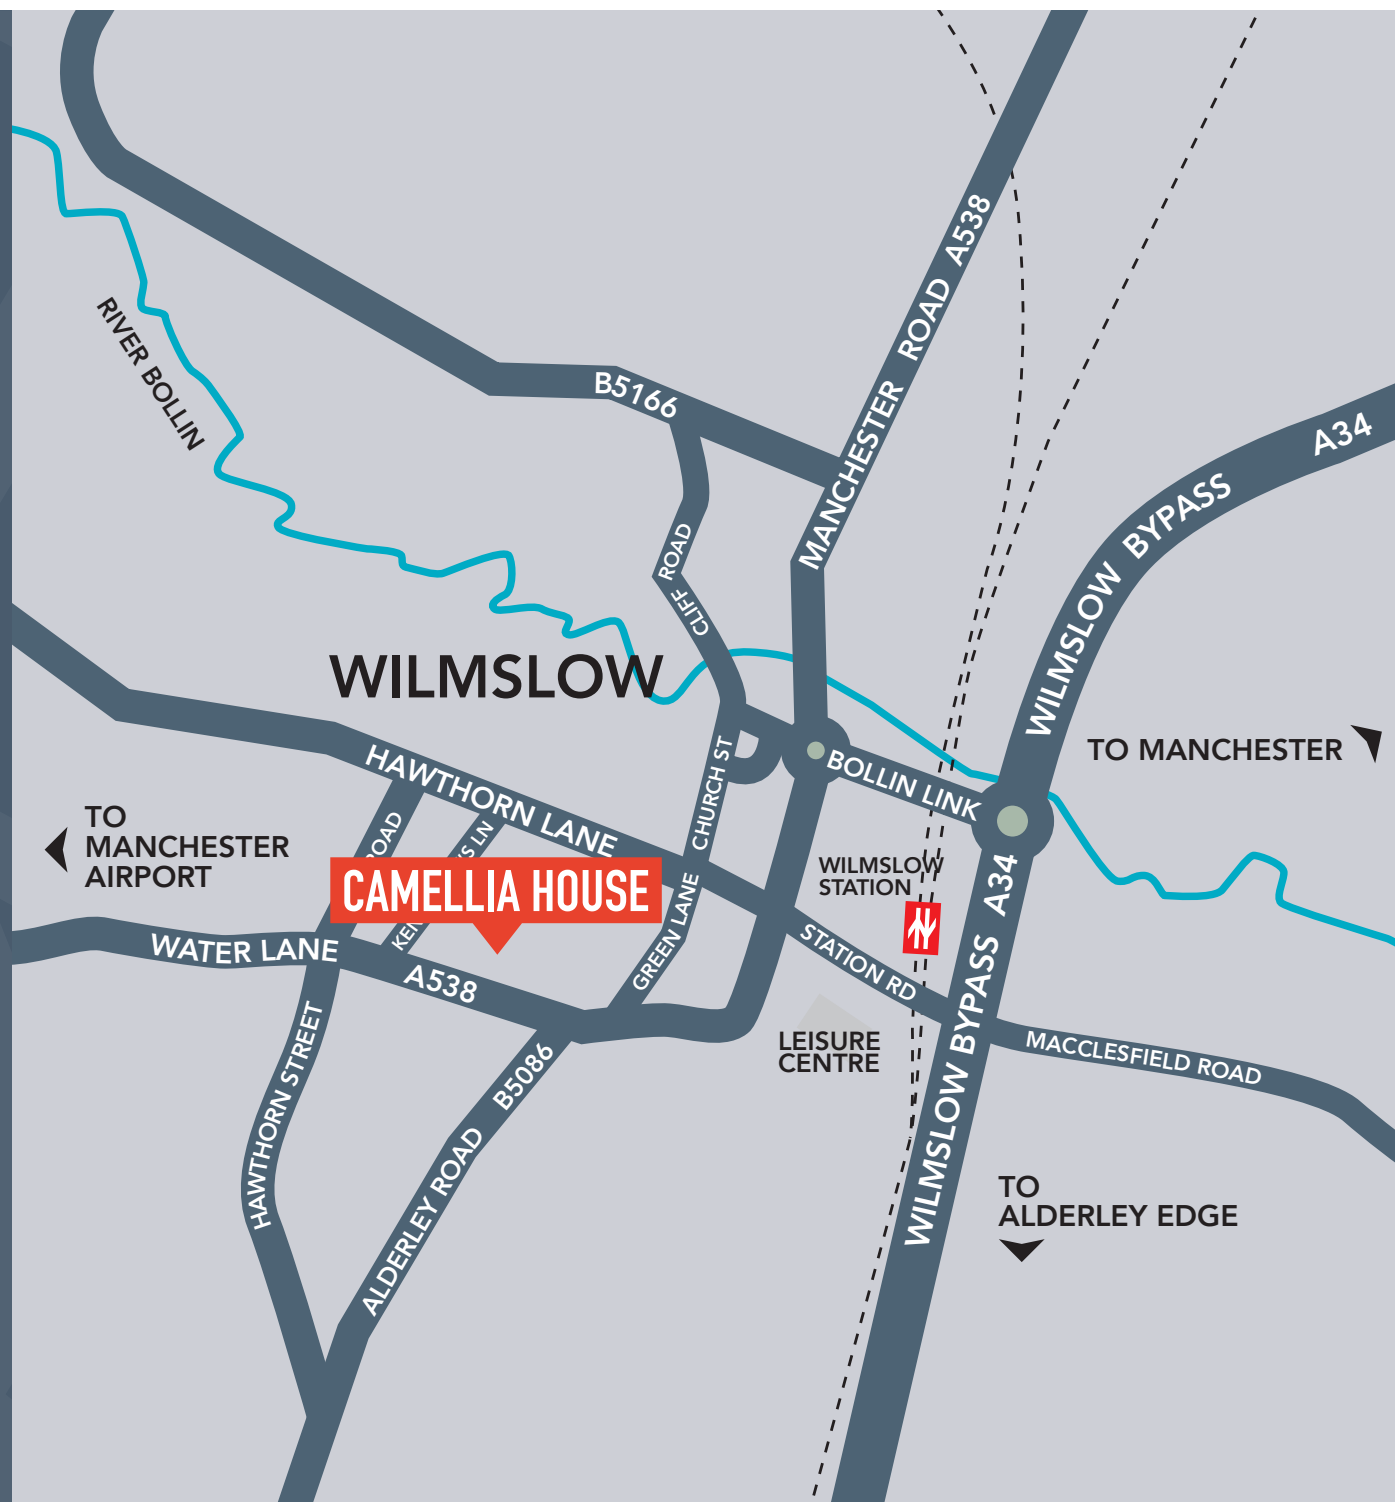 MANCHESTER ROAD A538
RIVER BOLLIN
B5166
A34
WILMSLOW BYPASS
CLIFF ROAD
WILMSLOW
TO MANCHESTER
HAWTHORN LANE
CHURCH ST
BOLLIN LINK
TO
MANCHESTER
AIRPORT
ROAD
LN
CAMELLIA HOUSE
WILMSLOW
STATION
WATER LANE
A538
GREEN LANE
STATION RD
WILMSLOW BYPASS A34
LEISURE
CENTRE
MACCLESFIELD ROAD
HAWTHORN STREET
ALDERLEY ROAD B5086
TO
ALDERLEY EDGE